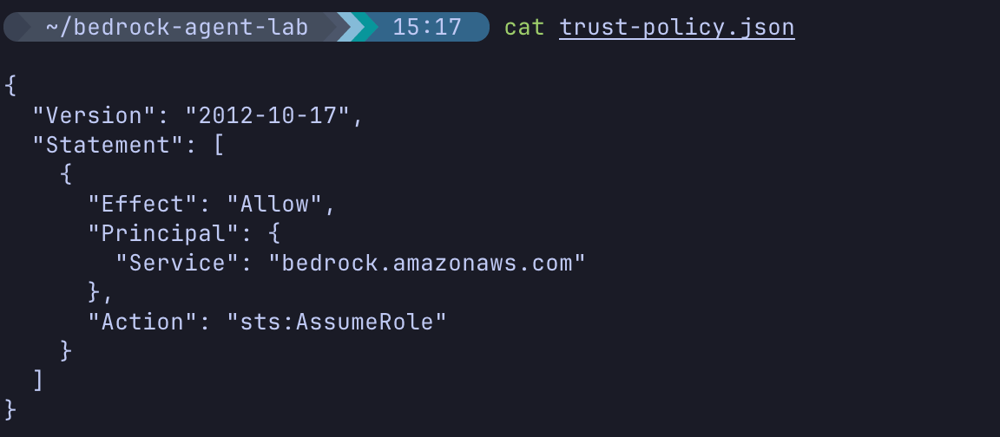 ~/bedrock-agent-lab 15:17 cat trust-policy.json
{
  "Version": "2012-10-17",
  "Statement": [
    {
      "Effect": "Allow",
      "Principal": {
        "Service": "bedrock.amazonaws.com"
      },
      "Action": "sts:AssumeRole"
    }
  ]
}